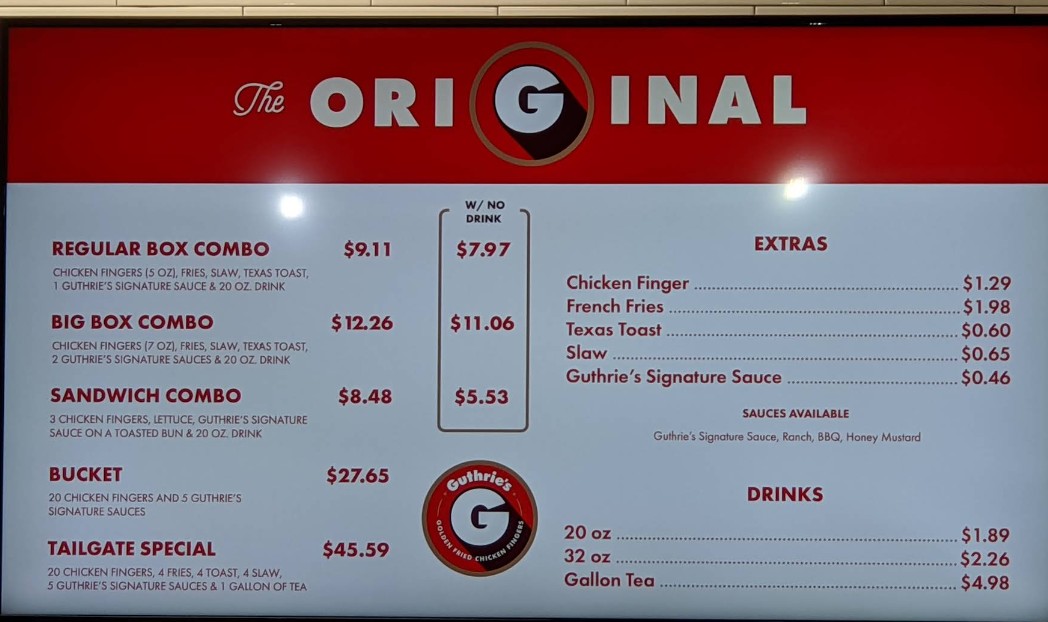 The ORIGINAL
W/ NO
DRINK
REGULAR BOX COMBO $9.11 $7.97
CHICKEN FINGERS (5 OZ), FRIES, SLAW, TEXAS TOAST,
1 GUTHRIE'S SIGNATURE SAUCE & 20 OZ. DRINK
BIG BOX COMBO $12.26 $11.06
CHICKEN FINGERS (7 OZ), FRIES, SLAW, TEXAS TOAST,
2 GUTHRIE'S SIGNATURE SAUCES & 20 OZ. DRINK
SANDWICH COMBO $8.48 $5.53
3 CHICKEN FINGERS, LETTUCE, GUTHRIE'S SIGNATURE
SAUCE ON A TOASTED BUN & 20 OZ. DRINK
BUCKET $27.65
20 CHICKEN FINGERS AND 5 GUTHRIE'S
SIGNATURE SAUCES
TAILGATE SPECIAL $45.59
20 CHICKEN FINGERS, 4 FRIES, 4 TOAST, 4 SLAW,
5 GUTHRIE'S SIGNATURE SAUCES & 1 GALLON OF TEA
Guthrie's
G
GOLDEN FRIED CHICKEN FINGERS
EXTRAS
Chicken Finger $1.29
French Fries $1.98
Texas Toast $0.60
Slaw $0.65
Guthrie's Signature Sauce $0.46
SAUCES AVAILABLE
Guthrie's Signature Sauce, Ranch, BBQ, Honey Mustard
DRINKS
20 oz $1.89
32 oz $2.26
Gallon Tea $4.98